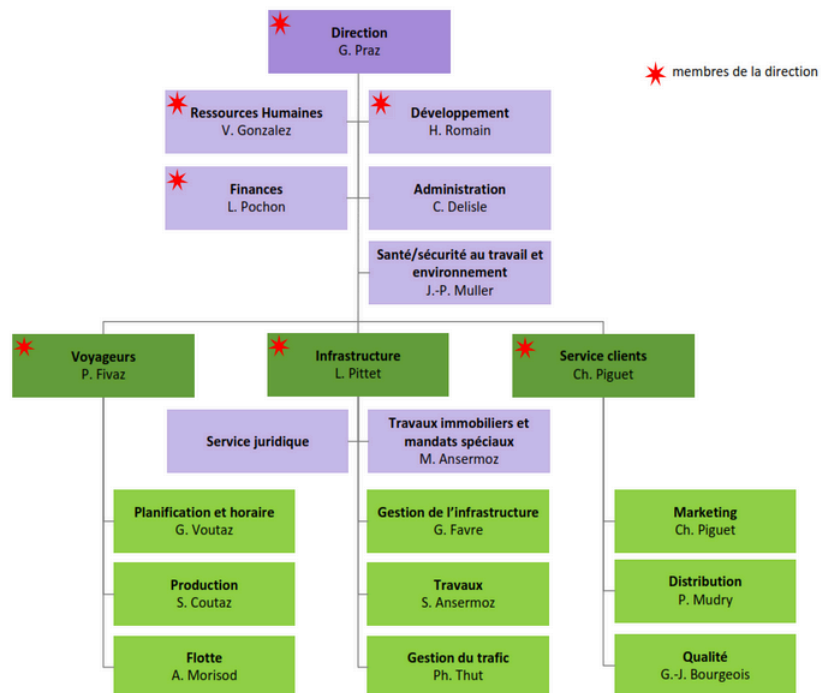 Direction
G. Praz
membres de la direction
Ressources Humaines
V. Gonzalez
Développement
H. Romain
Finances
L. Pochon
Administration
C. Delisle
Santé/sécurité au travail et
environnement
J.-P. Muller
Voyageurs
P. Fivaz
Infrastructure
L. Pittet
Service clients
Ch. Piguet
Service juridique
Travaux immobiliers et
mandats spéciaux
M. Ansermoz
Planification et horaire
G. Voutaz
Gestion de l'infrastructure
G. Favre
Marketing
Ch. Piguet
Production
S. Coutaz
Travaux
S. Ansermoz
Distribution
P. Mudry
Flotte
A. Morisod
Gestion du trafic
Ph. Thut
Qualité
G.-J. Bourgeois